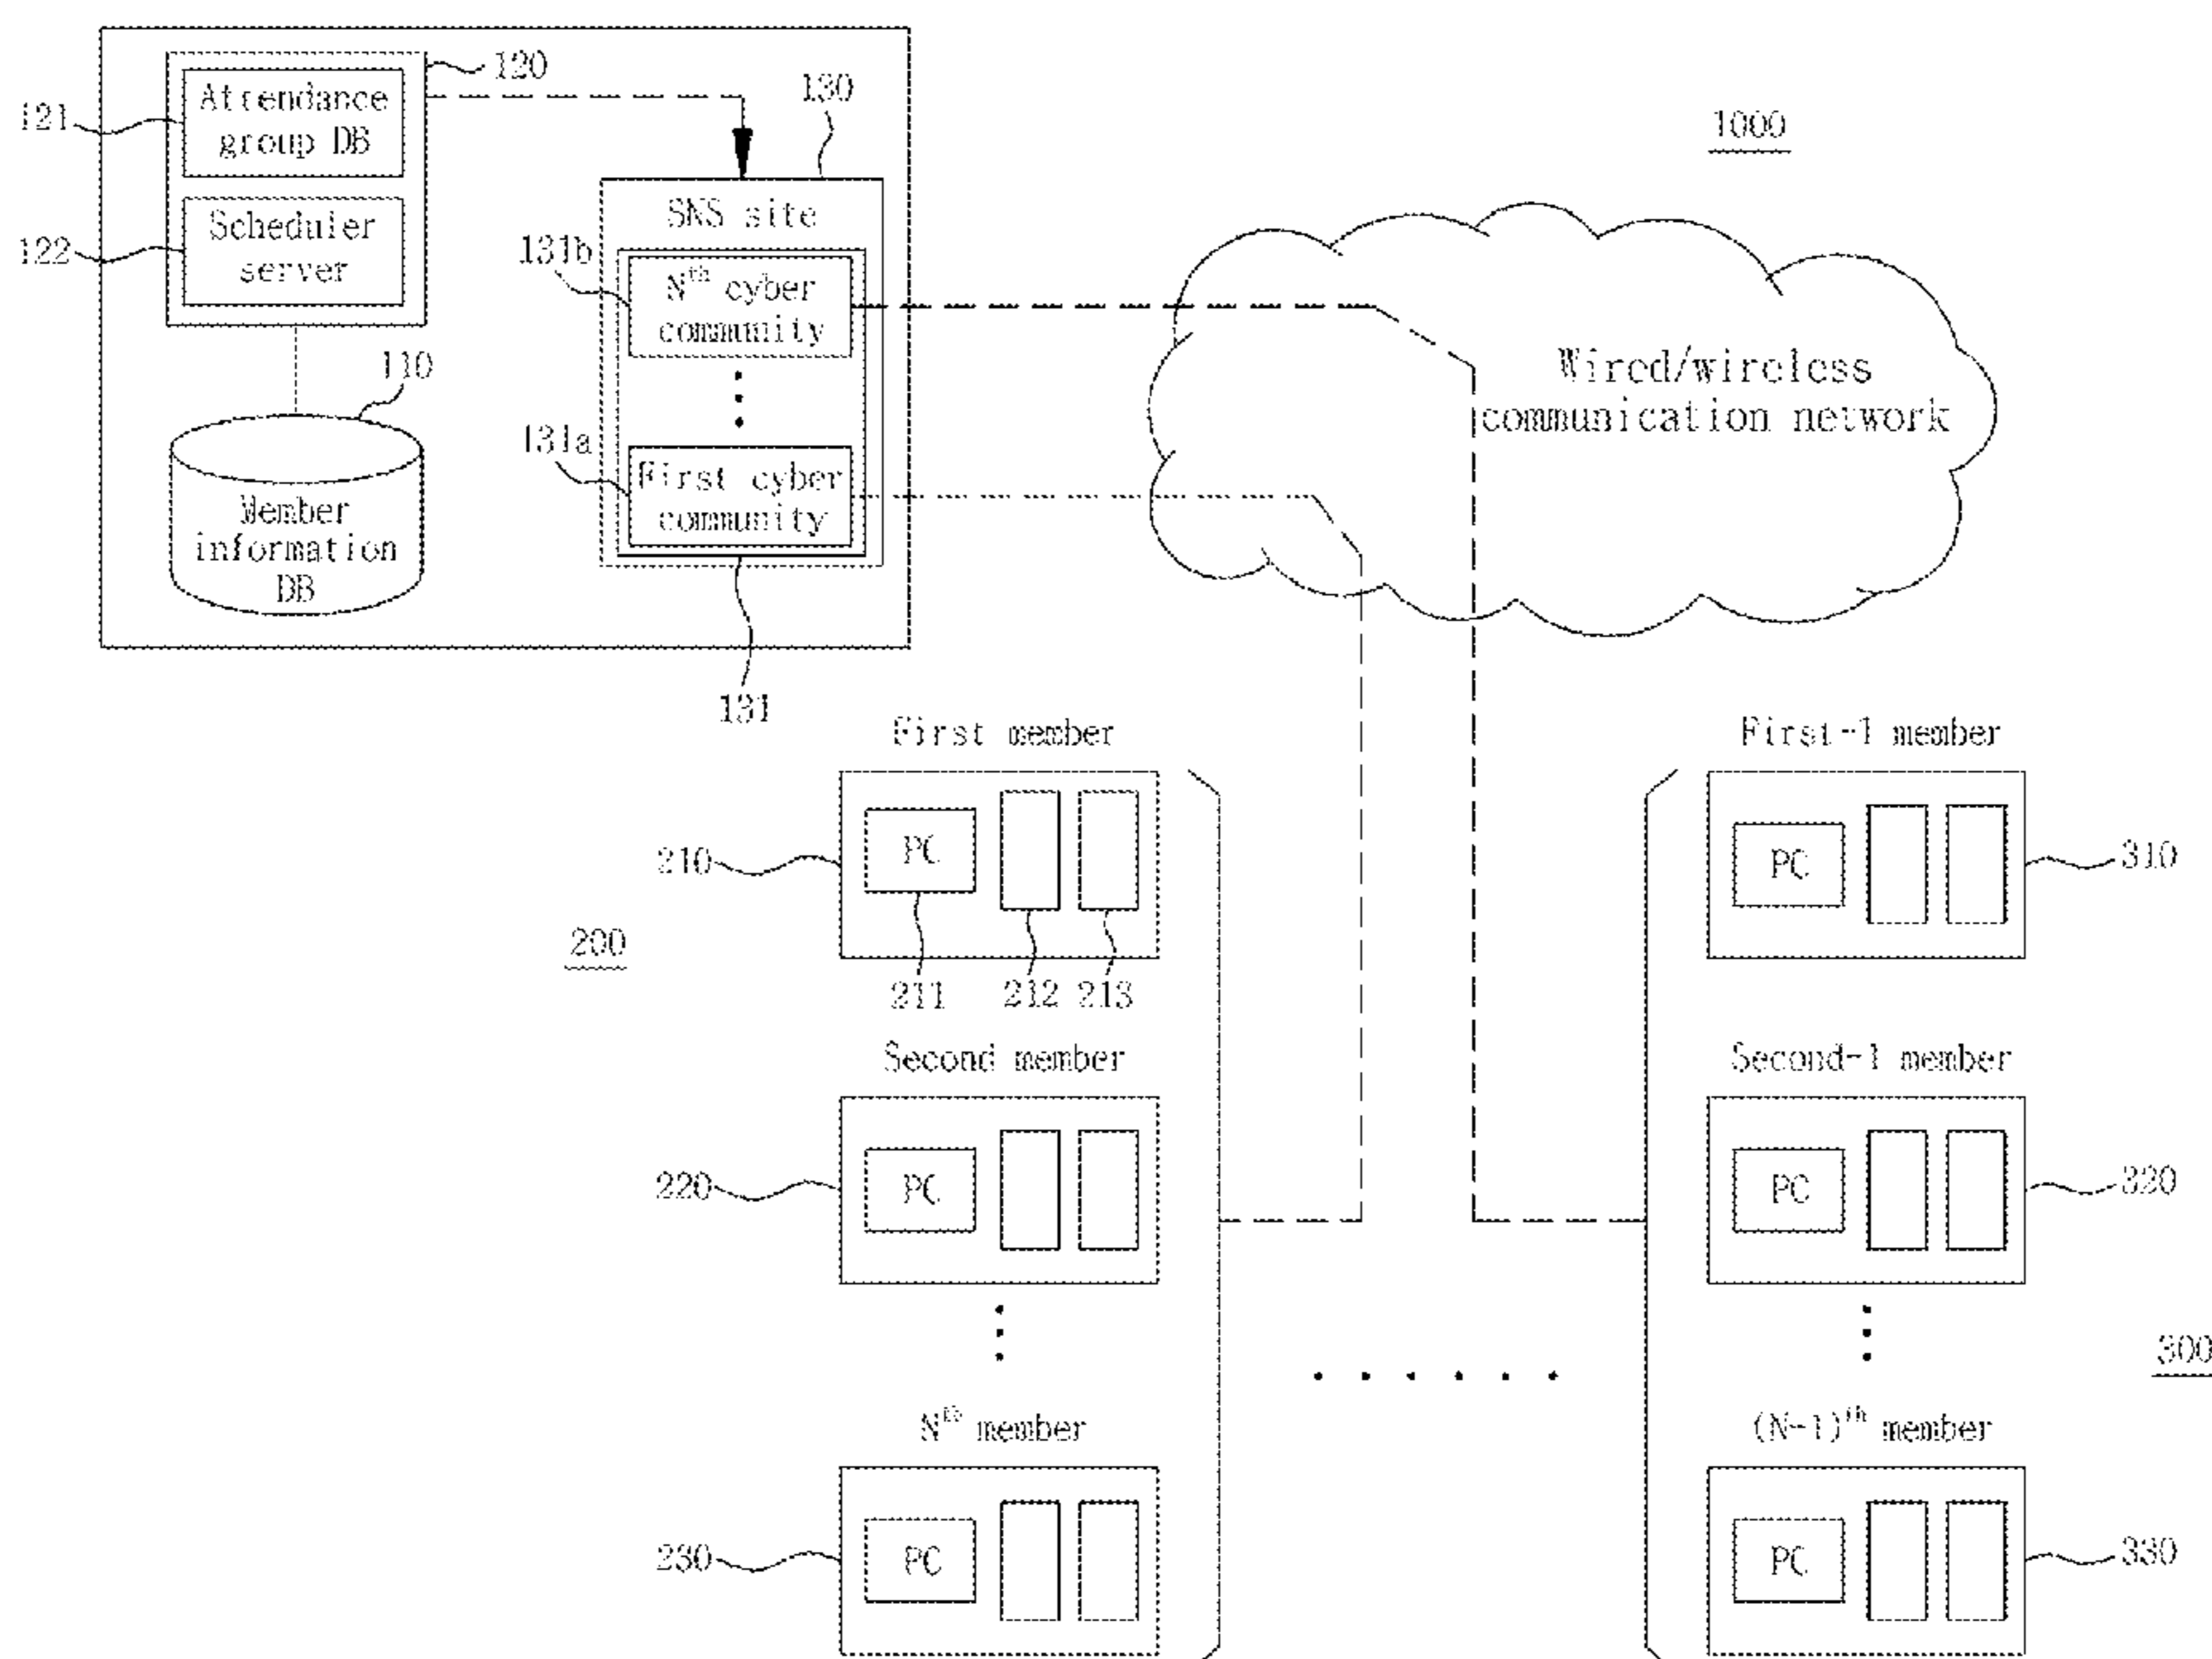 120
Attendance
group DB
121
Scheduler
server
122
130
1000
SNS site
131b
Nth cyber
community
110
131a
First cyber
community
Member
information
DB
131
Wired/wireless
communication network
First member
PC
210
211
212
213
200
Second member
PC
220
Nth member
PC
230
First-1 member
PC
310
Second-1 member
PC
320
300
(N-1)th member
PC
330